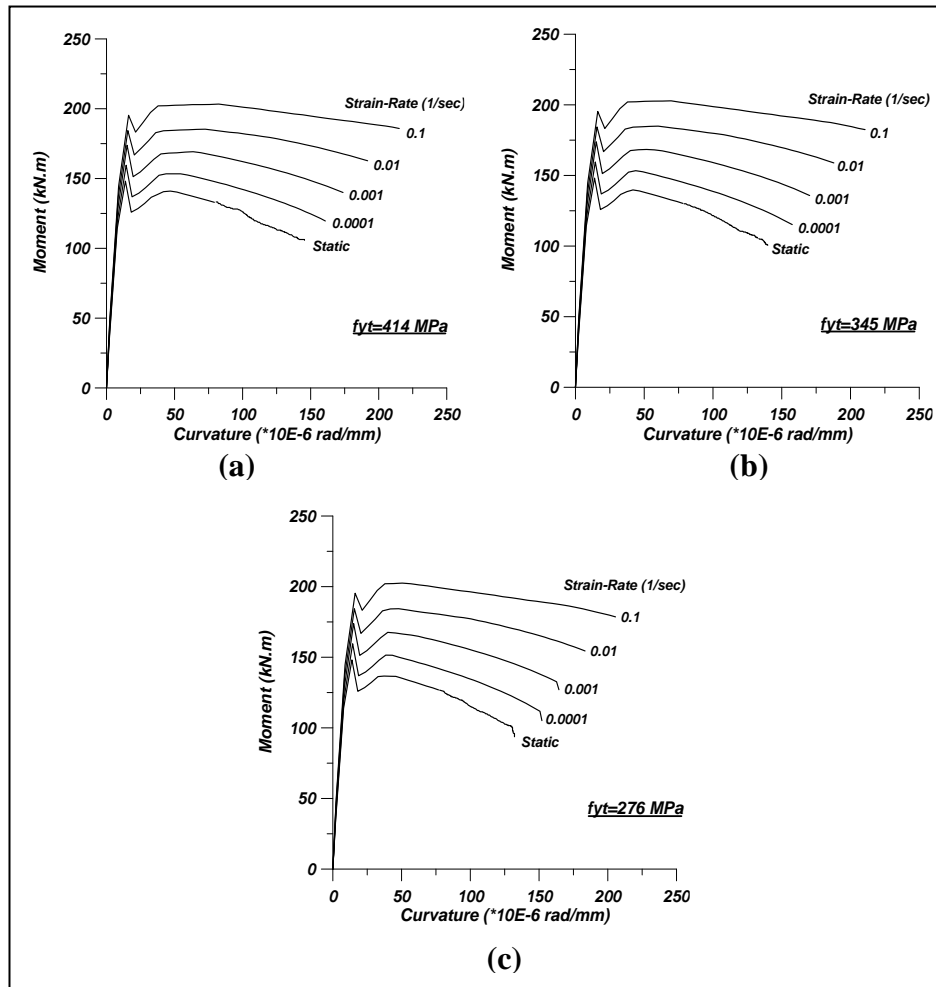 250
200
150
100
50
0
Moment (kN.m)
Strain-Rate (1/sec)
0.1
0.01
0.001
0.0001
Static
fyt=414 MPa
0 50 100 150 200 250
Curvature (*10E-6 rad/mm)
(a)
250
200
150
100
50
0
Moment (kN.m)
Strain-Rate (1/sec)
0.1
0.01
0.001
0.0001
Static
fyt=345 MPa
0 50 100 150 200 250
Curvature (*10E-6 rad/mm)
(b)
250
200
150
100
50
0
Moment (kN.m)
Strain-Rate (1/sec)
0.1
0.01
0.001
0.0001
Static
fyt=276 MPa
0 50 100 150 200 250
Curvature (*10E-6 rad/mm)
(c)